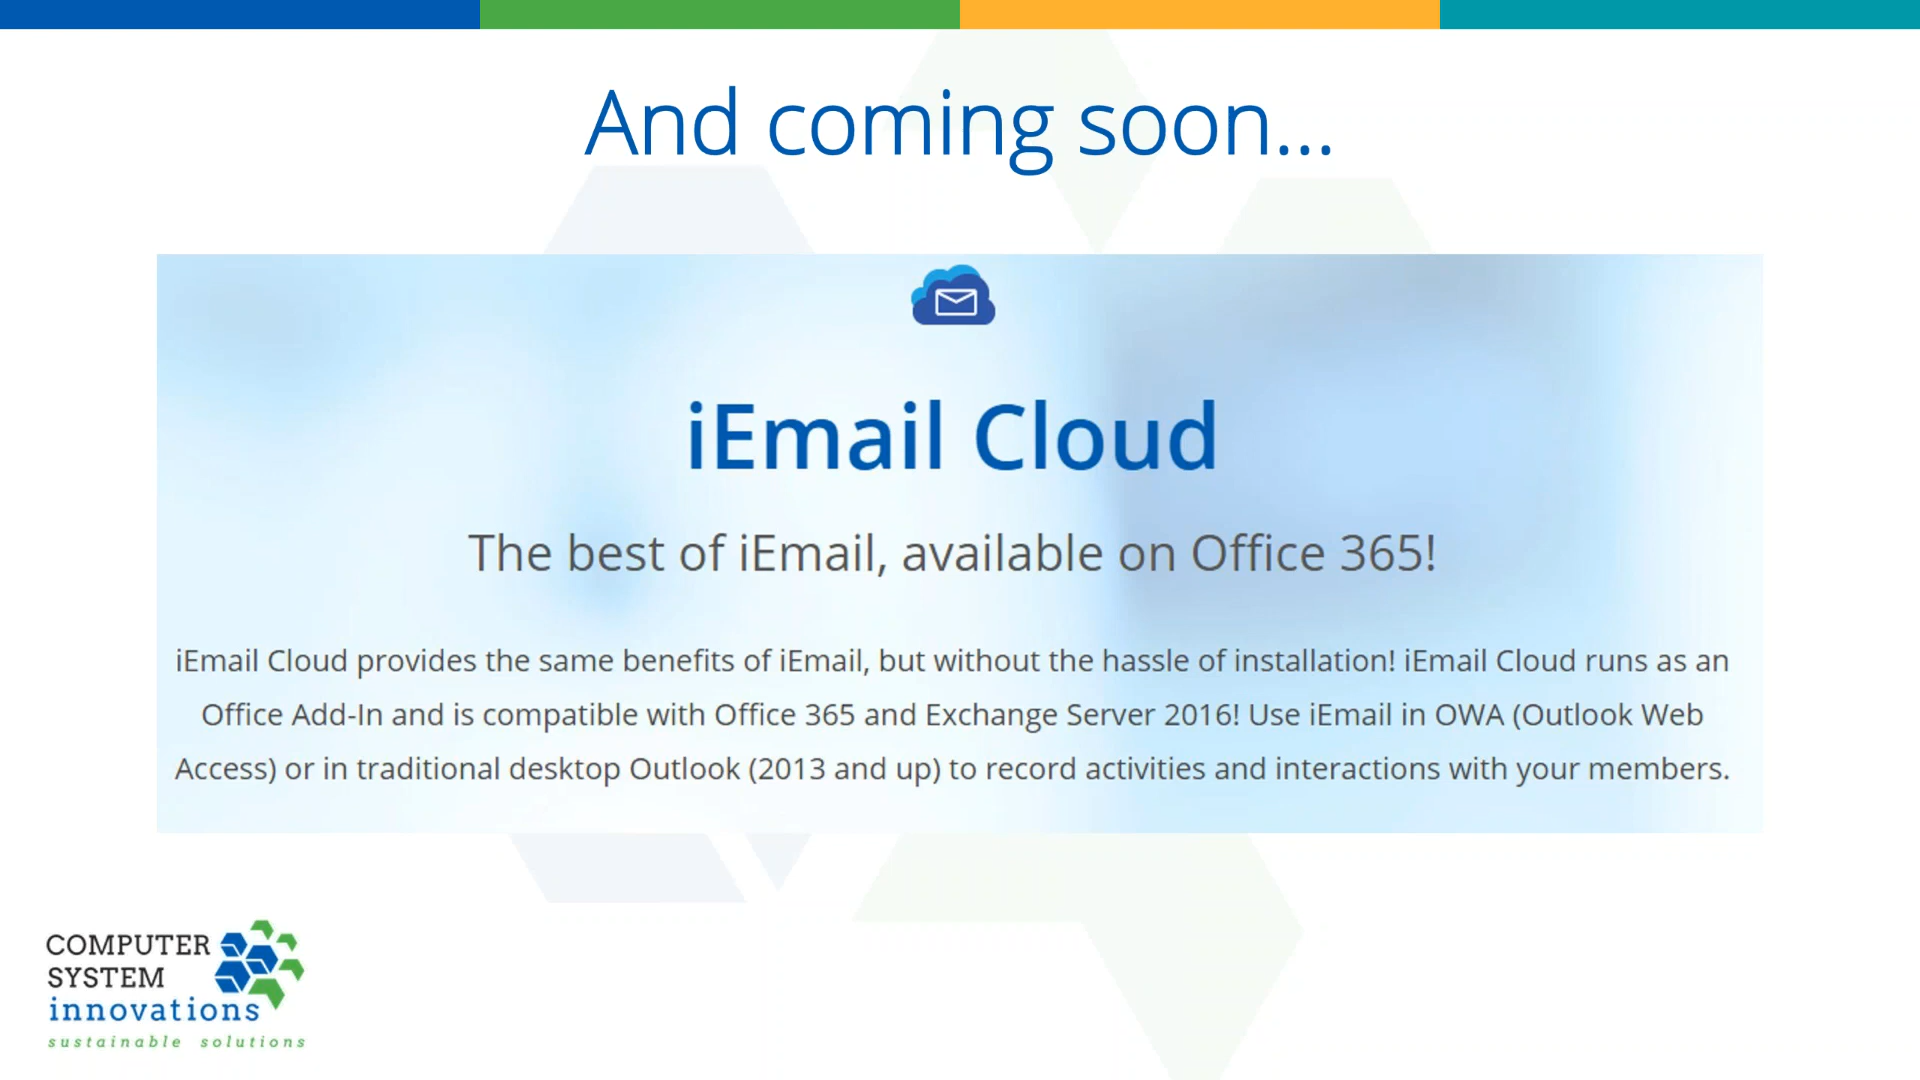 And coming soon...
iEmail Cloud
The best of iEmail, available on Office 365!
iEmail Cloud provides the same benefits of iEmail, but without the hassle of installation! iEmail Cloud runs as an
Office Add-In and is compatible with Office 365 and Exchange Server 2016! Use iEmail in OWA (Outlook Web
Access) or in traditional desktop Outlook (2013 and up) to record activities and interactions with your members.
COMPUTER
SYSTEM
innovations
sustainable solutions